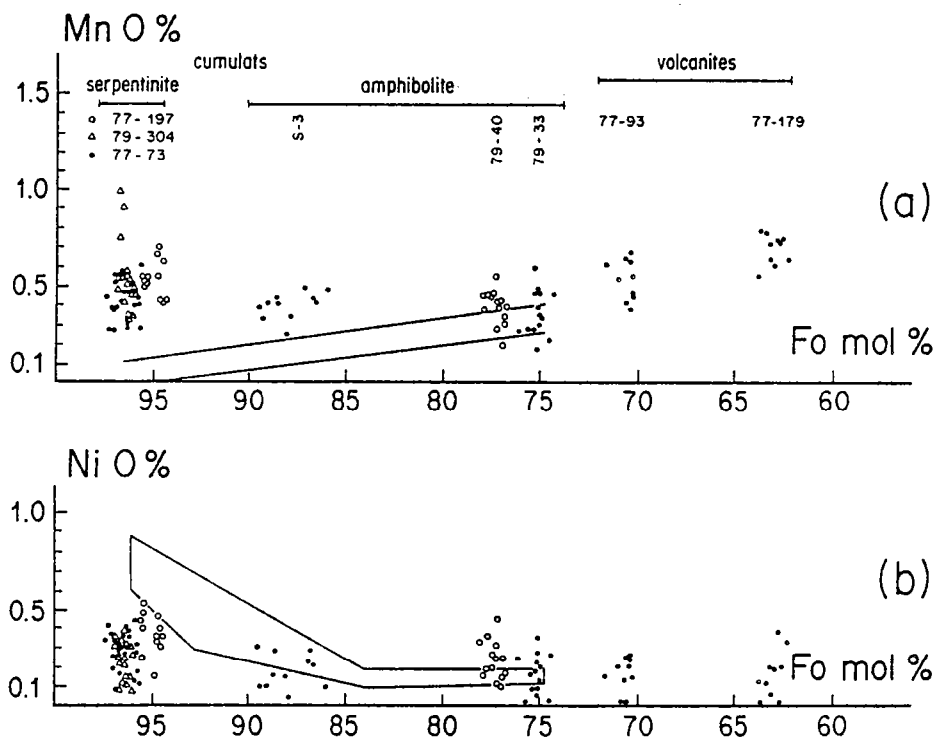 Mn O %
cumulats
volcanites
serpentinite
amphibolite
1.5
77-197
79-304
77-73
S-3
79-40
79-33
77-93
77-179
1.0
(a)
0.5
0.1
Fo mol %
95
90
85
80
75
70
65
60
Ni O %
1.0
(b)
0.5
0.1
Fo mol %
95
90
85
80
75
70
65
60